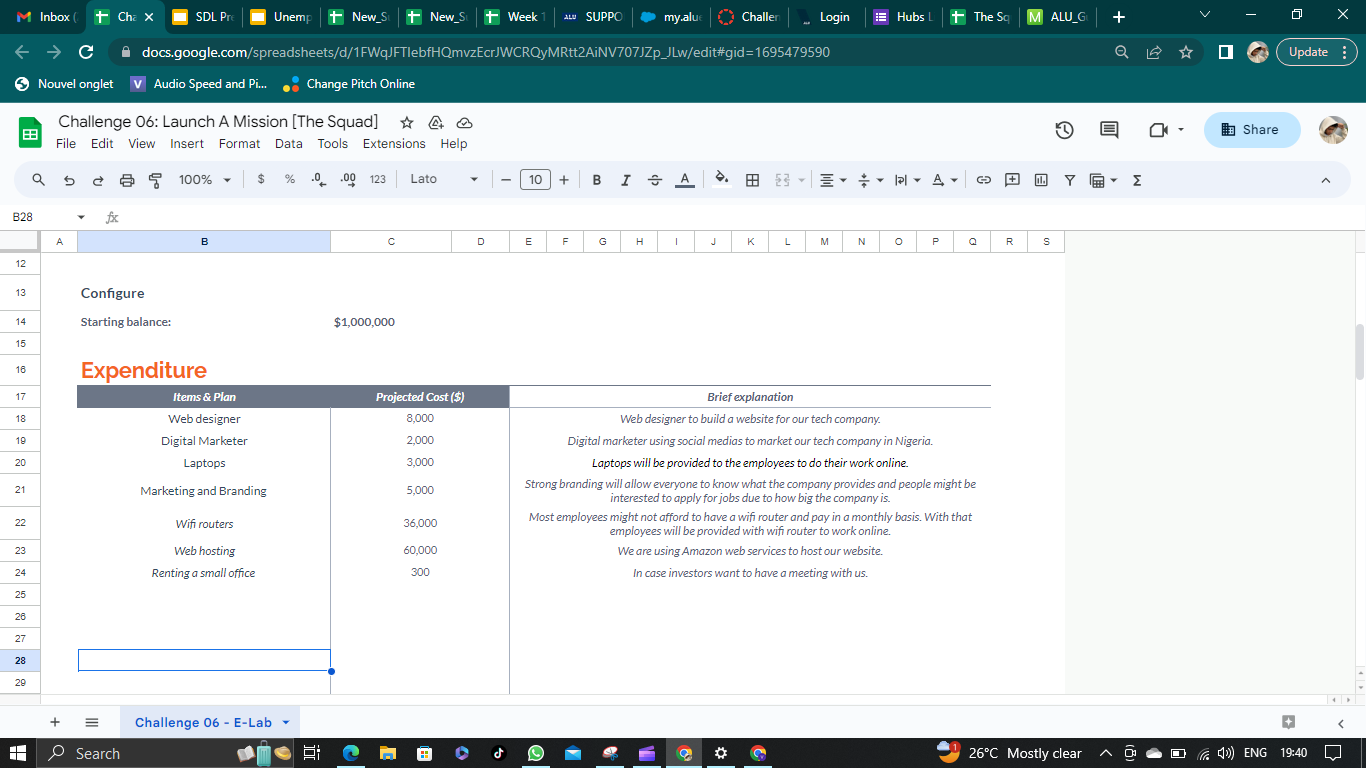 Inbox (
Cha
SDL Pre
Unemp
New_S
New_S
Week 1
ALU SUPPO
my.alu
Challen
Login
Hubs L
The Sq
M ALU_G
docs.google.com/spreadsheets/d/1FWqJFTlebfHQmvzEcrJWCRQyMRtt2AiNV707JZp_JLw/edit#gid=1695479590
Update
Nouvel onglet
V Audio Speed and Pi...
Change Pitch Online
Challenge 06: Launch A Mission [The Squad]
File Edit View Insert Format Data Tools Extensions Help
Share
100% $ % .0 .00 123 Lato − 10 + B I S A Σ
B28 fx
A B C D E F G H I J K L M N O P Q R S
12
13 Configure
14 Starting balance: $1,000,000
15
16 Expenditure
17 Items & Plan Projected Cost ($) Brief explanation
18 Web designer 8,000 Web designer to build a website for our tech company.
19 Digital Marketer 2,000 Digital marketer using social medias to market our tech company in Nigeria.
20 Laptops 3,000 Laptops will be provided to the employees to do their work online.
21 Marketing and Branding 5,000 Strong branding will allow everyone to know what the company provides and people might be
interested to apply for jobs due to how big the company is.
22 Wifi routers 36,000 Most employees might not afford to have a wifi router and pay in a monthly basis. With that
employees will be provided with wifi router to work online.
23 Web hosting 60,000 We are using Amazon web services to host our website.
24 Renting a small office 300 In case investors want to have a meeting with us.
25
26
27
28
29
Challenge 06 - E-Lab
Search
1 26°C Mostly clear ENG 19:40